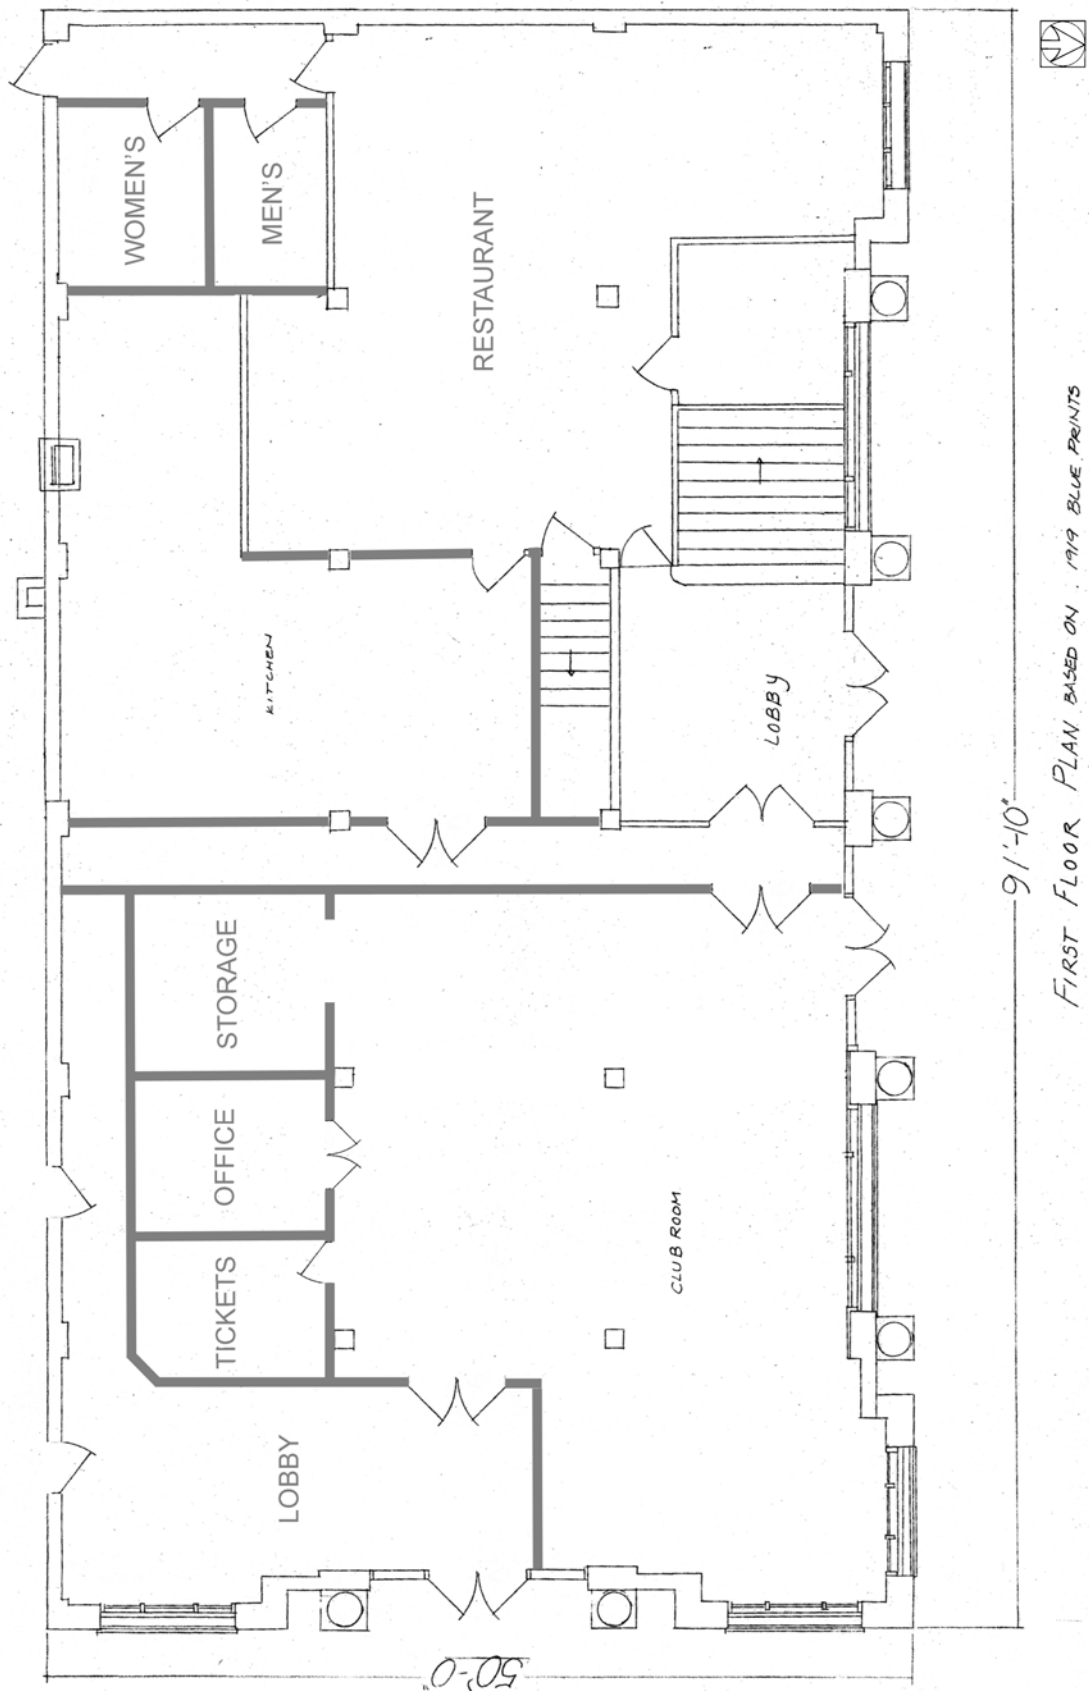 WOMEN'S
MEN'S
RESTAURANT
KITCHEN
LOBBY
STORAGE
OFFICE
TICKETS
CLUB ROOM
LOBBY
91'-10"
50'-0"
FIRST FLOOR PLAN BASED ON . 1919 BLUE PRINTS